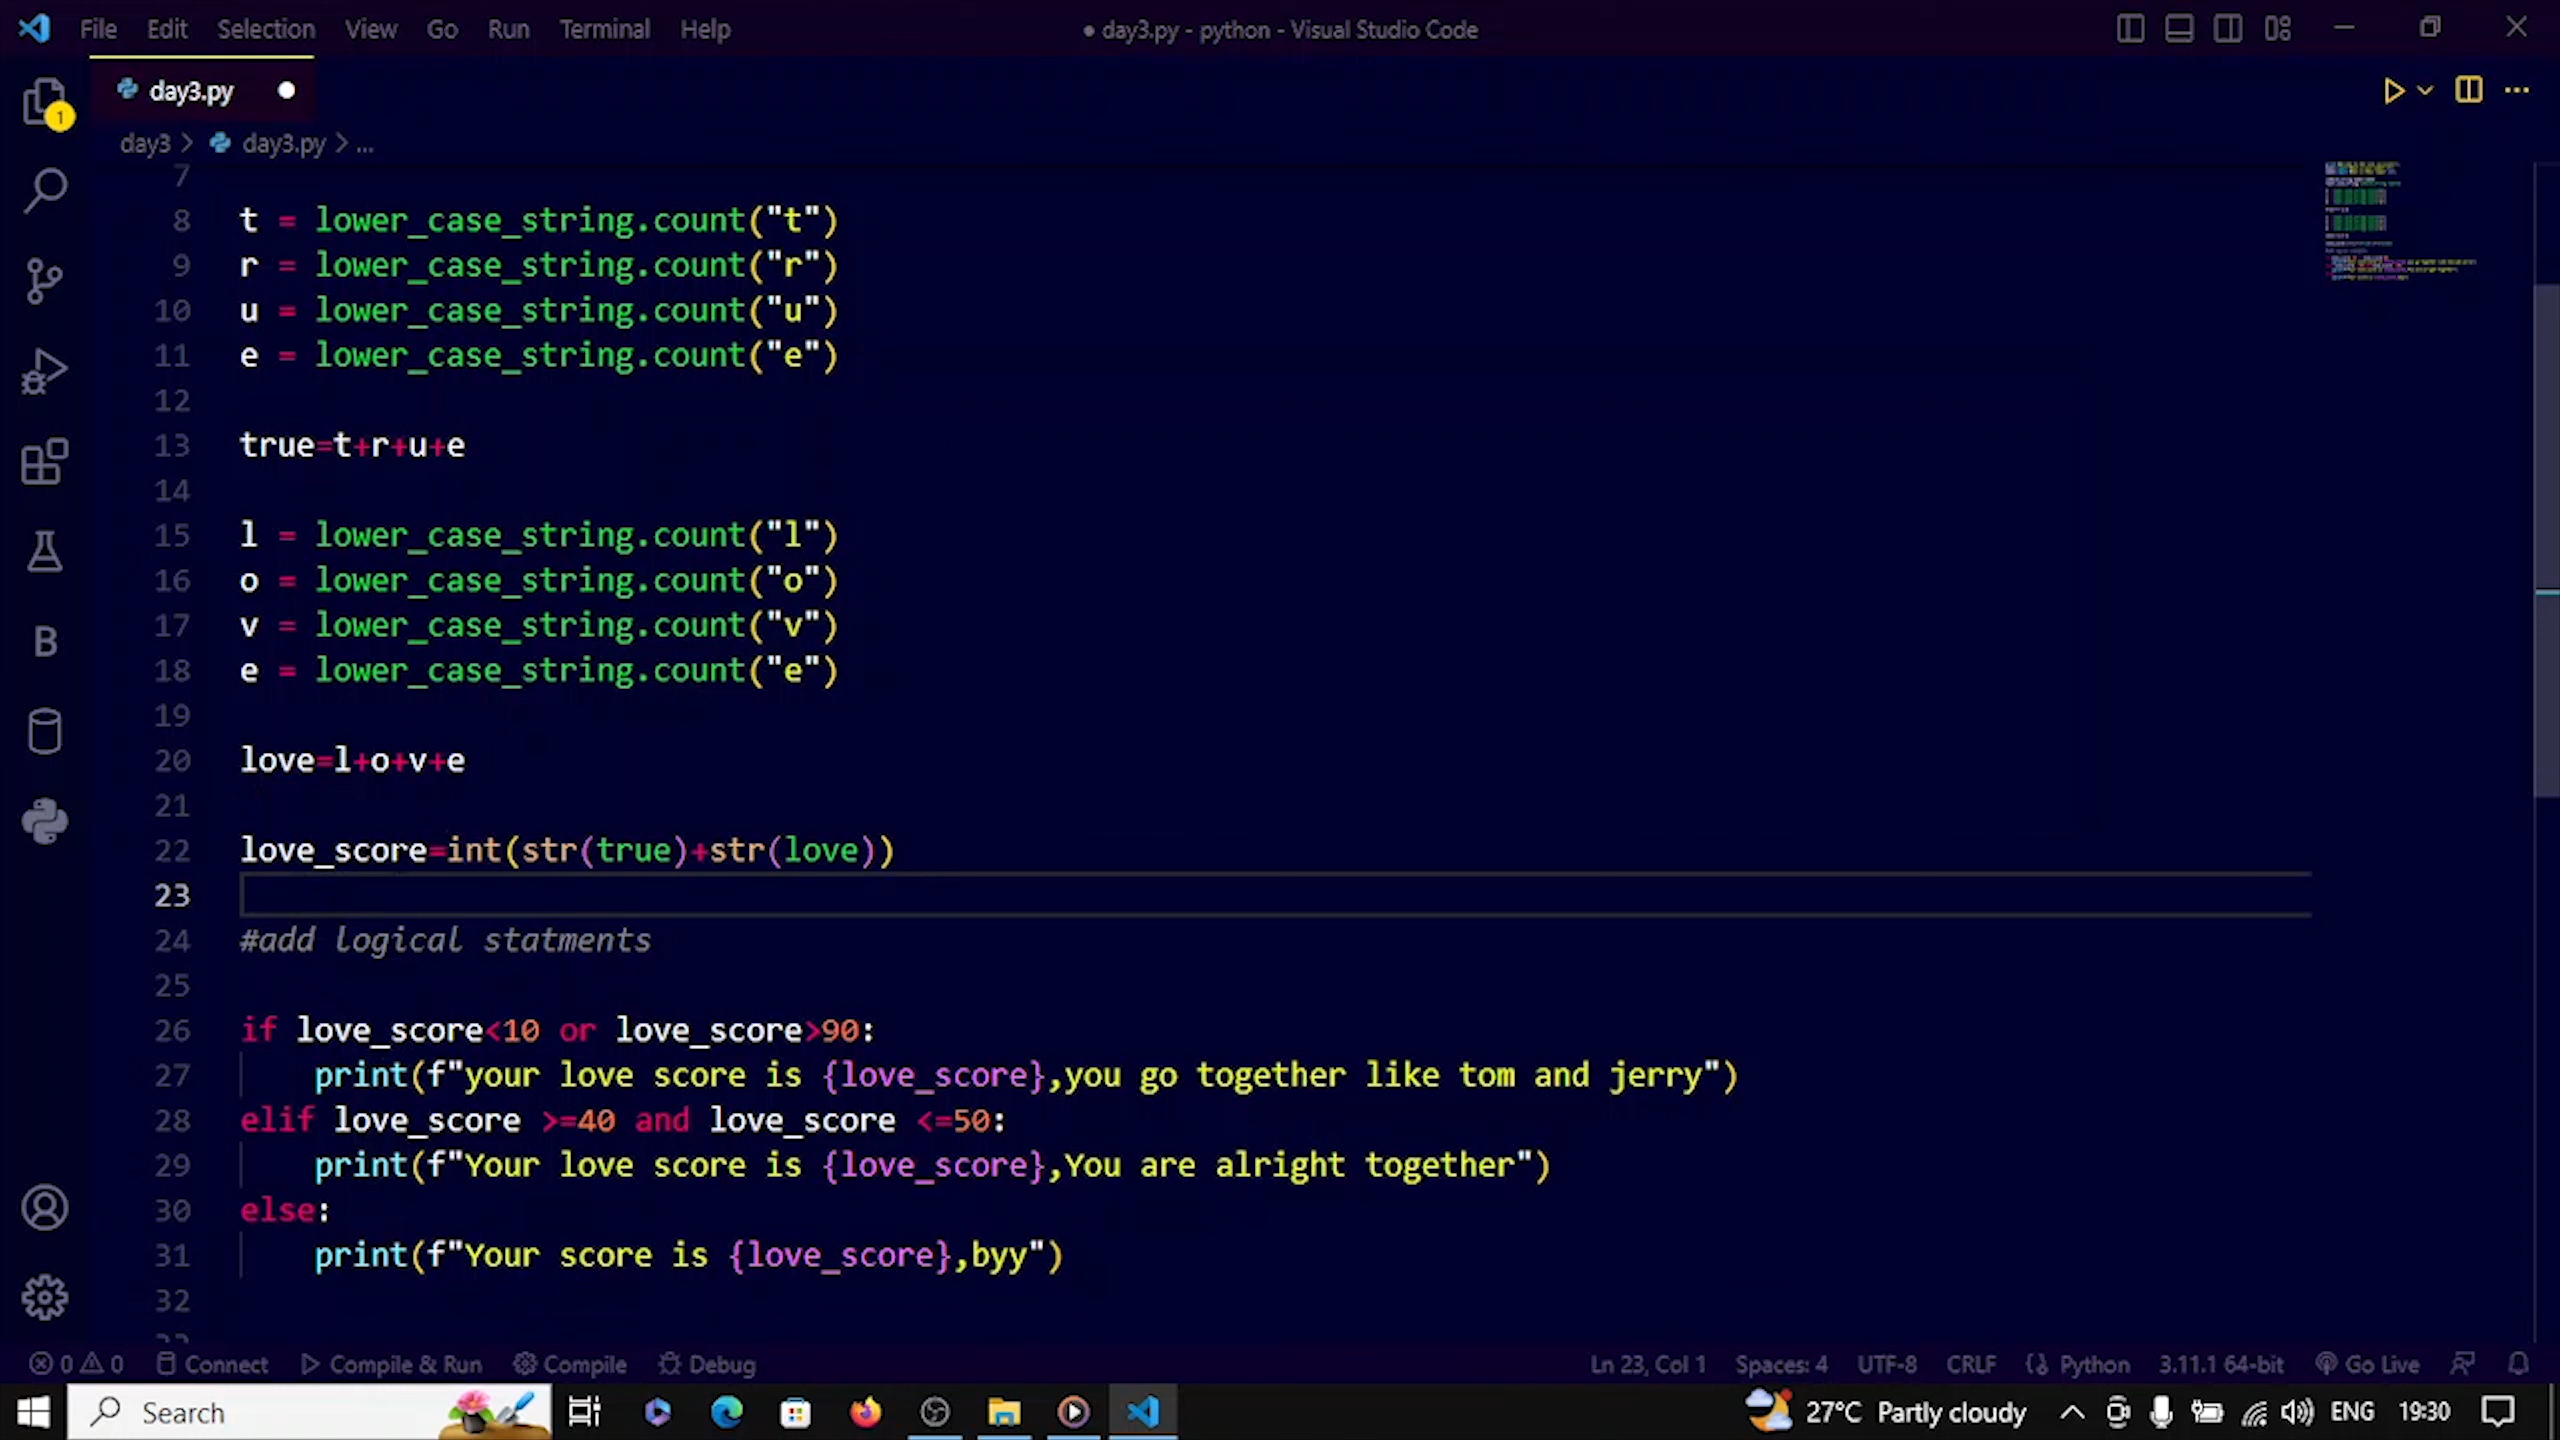 File Edit Selection View Go Run Terminal Help
● day3.py - python - Visual Studio Code
day3.py
1
day3 > day3.py > ...
7
8 t = lower_case_string.count("t")
9 r = lower_case_string.count("r")
10 u = lower_case_string.count("u")
11 e = lower_case_string.count("e")
12
13 true=t+r+u+e
14
15 l = lower_case_string.count("l")
16 o = lower_case_string.count("o")
17 v = lower_case_string.count("v")
18 e = lower_case_string.count("e")
19
20 love=l+o+v+e
21
22 love_score=int(str(true)+str(love))
23
24 #add logical statments
25
26 if love_score<10 or love_score>90:
27 print(f"your love score is {love_score},you go together like tom and jerry")
28 elif love_score >=40 and love_score <=50:
29 print(f"Your love score is {love_score},You are alright together")
30 else:
31 print(f"Your score is {love_score},byy")
32
B
0 0 Connect Compile & Run Compile Debug
Ln 23, Col 1 Spaces: 4 UTF-8 CRLF Python 3.11.1 64-bit Go Live
Search
27°C Partly cloudy ENG 19:30